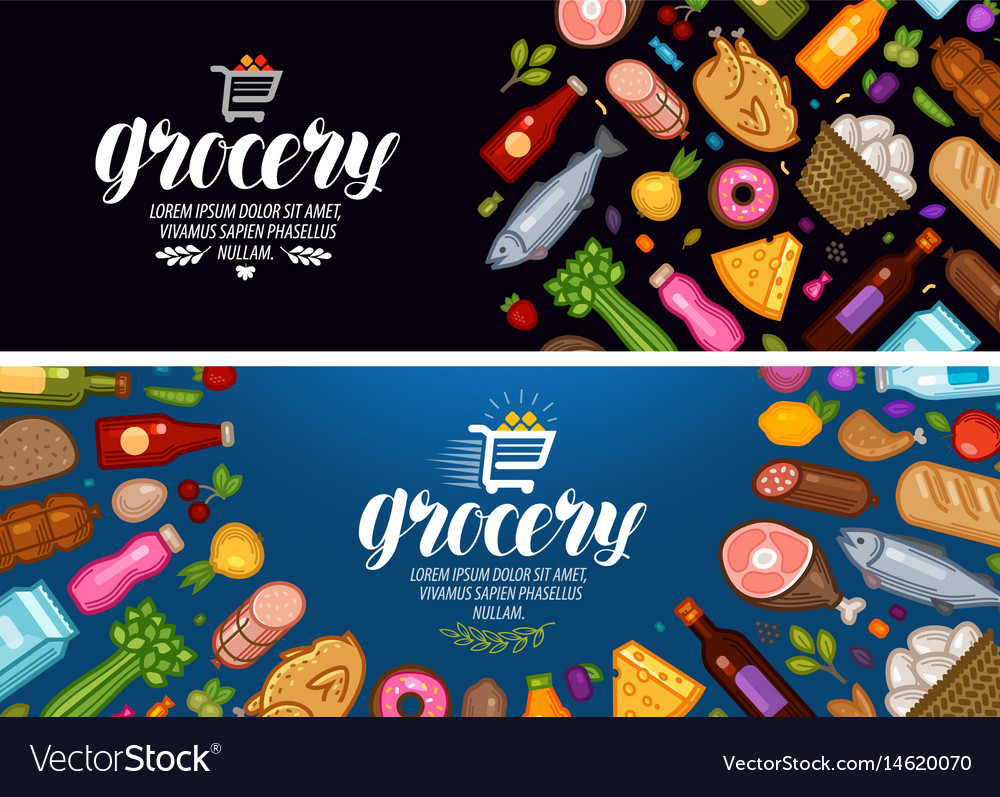 grocery
LOREM IPSUM DOLOR SIT AMET,
VIVAMUS SAPIEN PHASELLUS
NULLAM.
grocery
LOREM IPSUM DOLOR SIT AMET,
VIVAMUS SAPIEN PHASELLUS
NULLAM.
VectorStock®
VectorStock.com/14620070